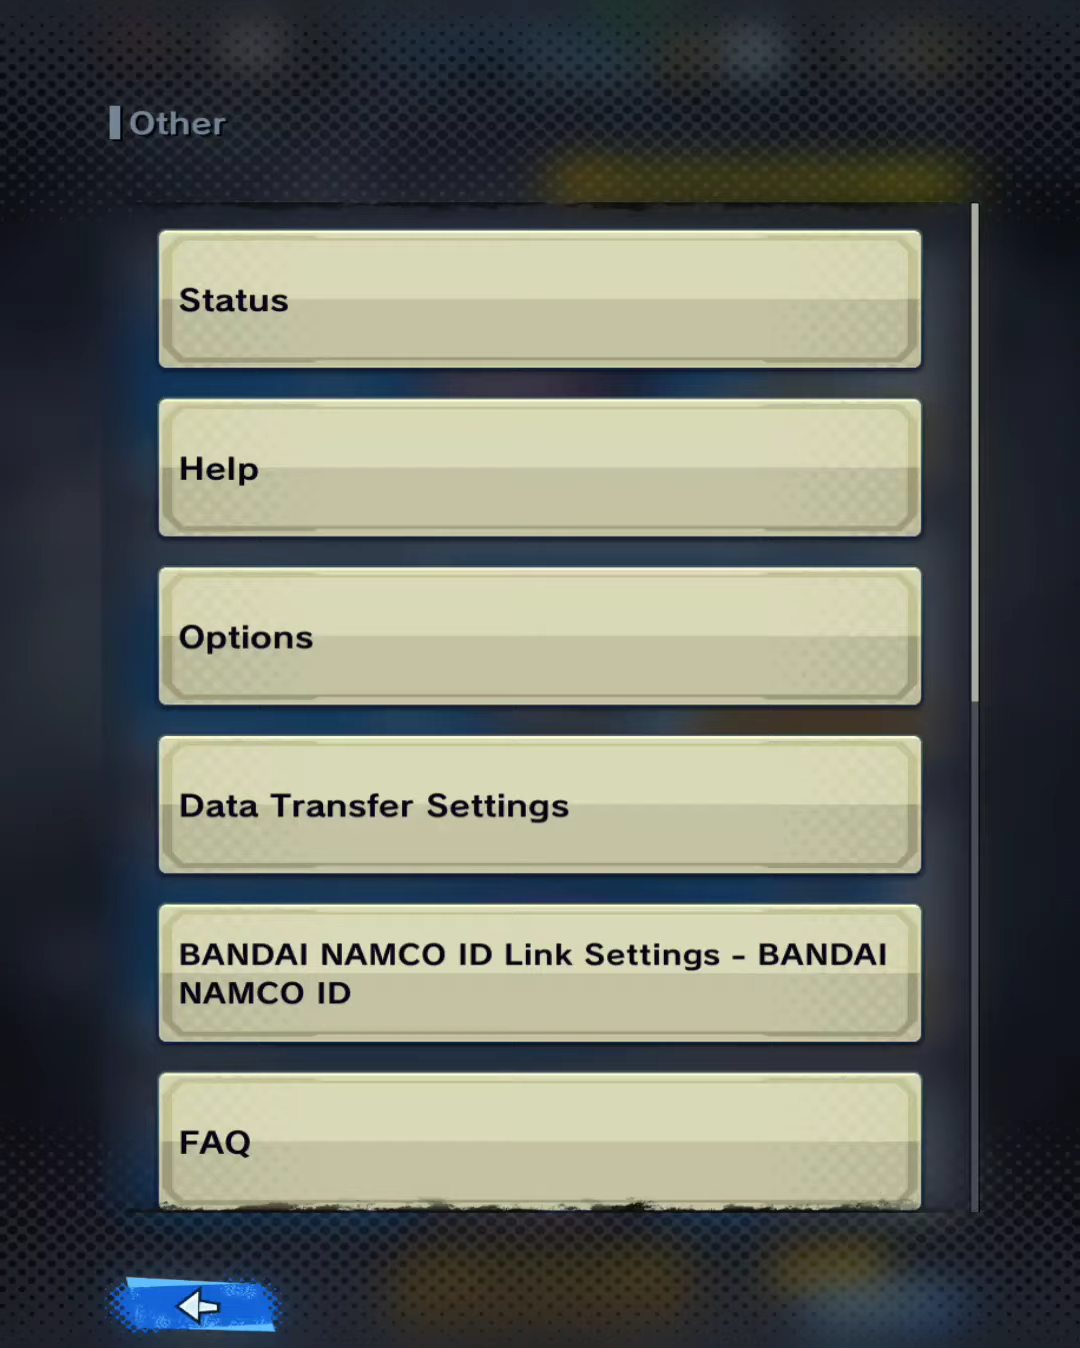 Other
Status
Help
Options
Data Transfer Settings
BANDAI NAMCO ID Link Settings - BANDAI
NAMCO ID
FAQ